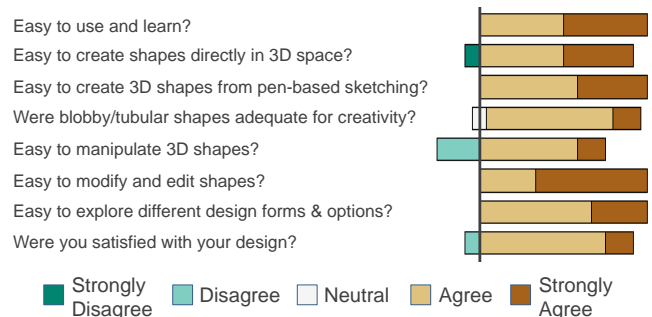 Easy to use and learn?
Easy to create shapes directly in 3D space?
Easy to create 3D shapes from pen-based sketching?
Were blobby/tubular shapes adequate for creativity?
Easy to manipulate 3D shapes?
Easy to modify and edit shapes?
Easy to explore different design forms & options?
Were you satisfied with your design?
Strongly Disagree
Disagree
Neutral
Agree
Strongly Agree